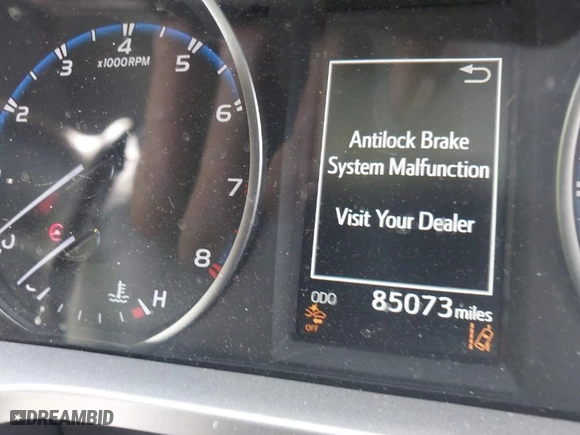 2 3 4 5 6 7 8
x1000RPM
H
Antilock Brake
System Malfunction
Visit Your Dealer
ODO 85073 miles
OFF
DREAMBID